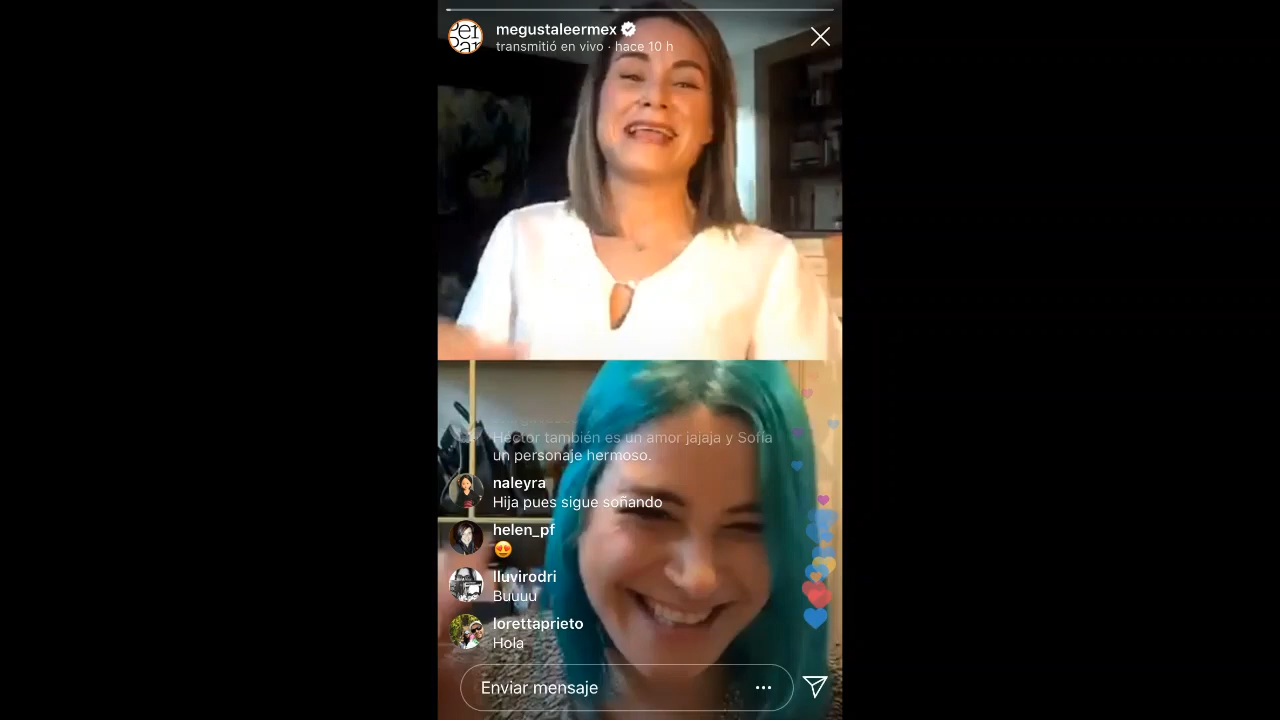 megustaleermex
transmitió en vivo · hace 10 h
Héctor también es un amor jajaja y Sofía
un personaje hermoso.
naleyra
Hija pues sigue soñando
helen_pf
😍
lluvirodri
Buuuu
lorettaprieto
Hola
Enviar mensaje